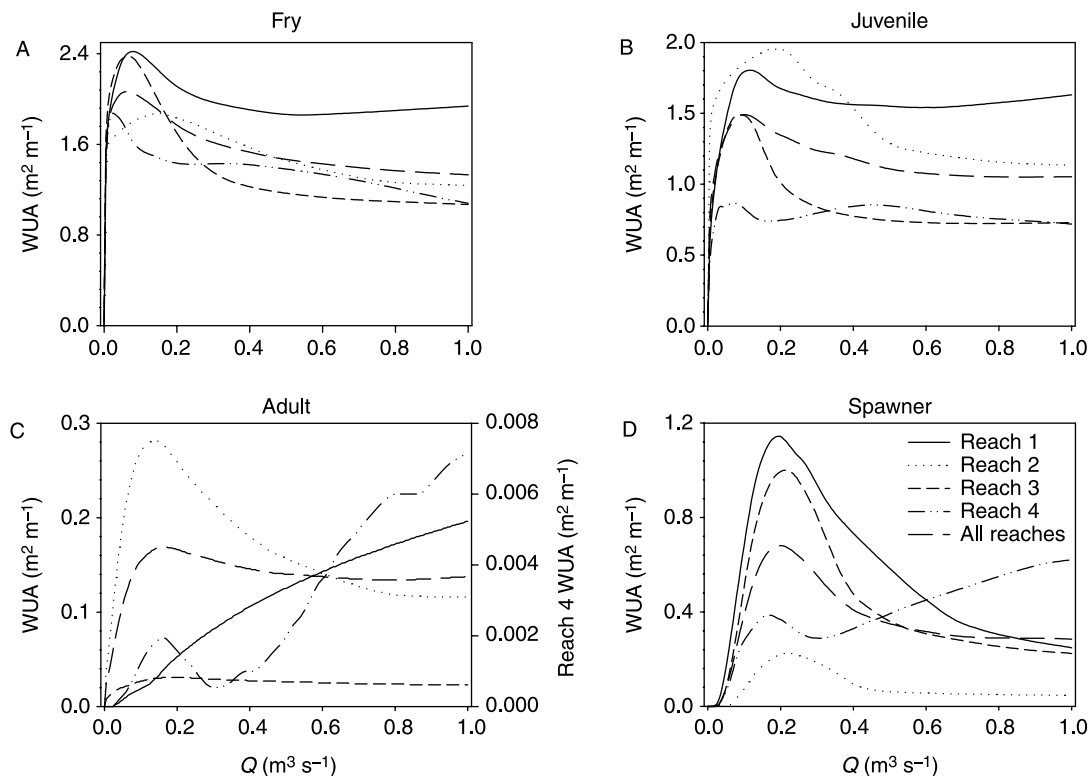 Fry
A
WUA (m² m⁻¹)
2.4
1.6
0.8
0.0
0.0 0.2 0.4 0.6 0.8 1.0
Juvenile
B
WUA (m² m⁻¹)
2.0
1.5
1.0
0.5
0.0
0.0 0.2 0.4 0.6 0.8 1.0
Adult
C
WUA (m² m⁻¹)
0.3
0.2
0.1
0.0
0.008
0.006
0.004
0.002
0.000
Reach 4 WUA (m² m⁻¹)
0.0 0.2 0.4 0.6 0.8 1.0
Q (m³ s⁻¹)
Spawner
D
WUA (m² m⁻¹)
1.2
0.8
0.4
0.0
Reach 1
Reach 2
Reach 3
Reach 4
All reaches
0.0 0.2 0.4 0.6 0.8 1.0
Q (m³ s⁻¹)